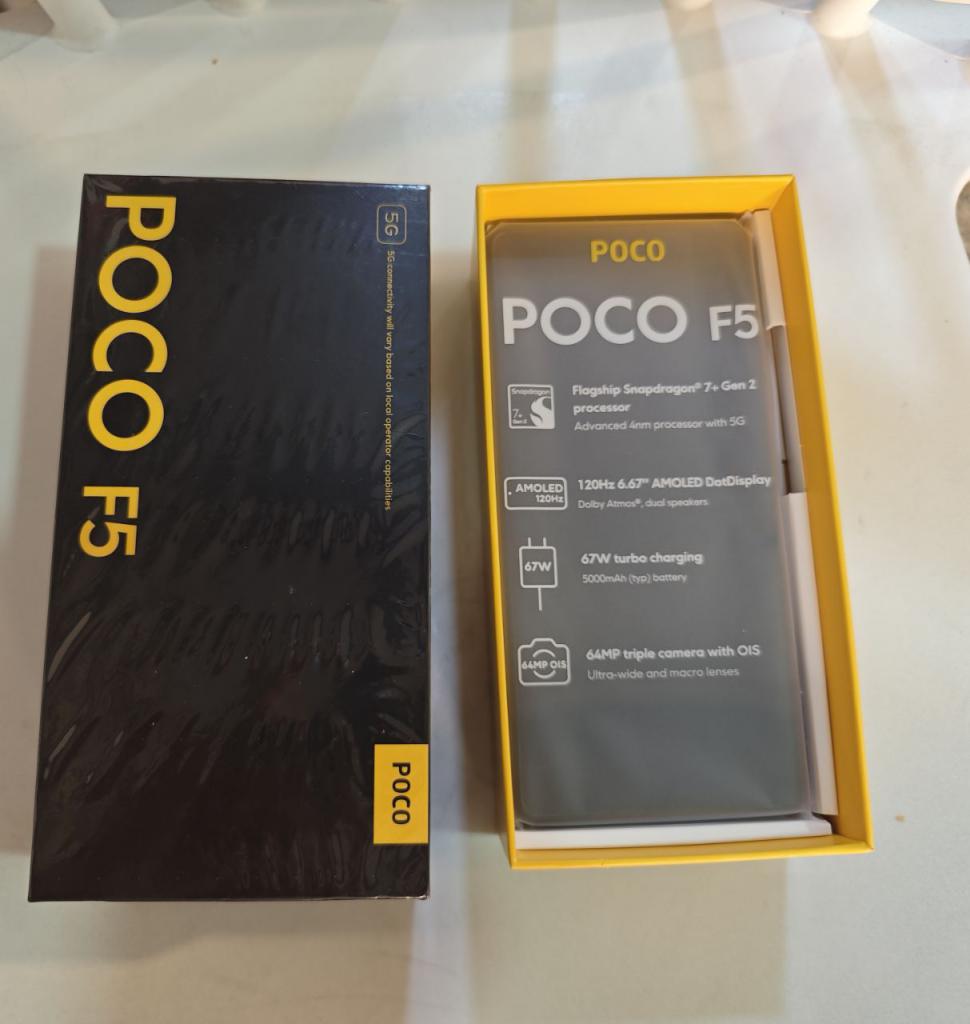 POCO F5
5G
5G connectivity will vary based on local operator capabilities
POCO
POCO
POCO F5
Snapdragon
7+
Gen 2
Flagship Snapdragon® 7+ Gen 2
processor
Advanced 4nm processor with 5G
AMOLED
120Hz
120Hz 6.67" AMOLED DotDisplay
Dolby Atmos®, dual speakers
67W
67W turbo charging
5000mAh (typ) battery
64MP OIS
64MP triple camera with OIS
Ultra-wide and macro lenses